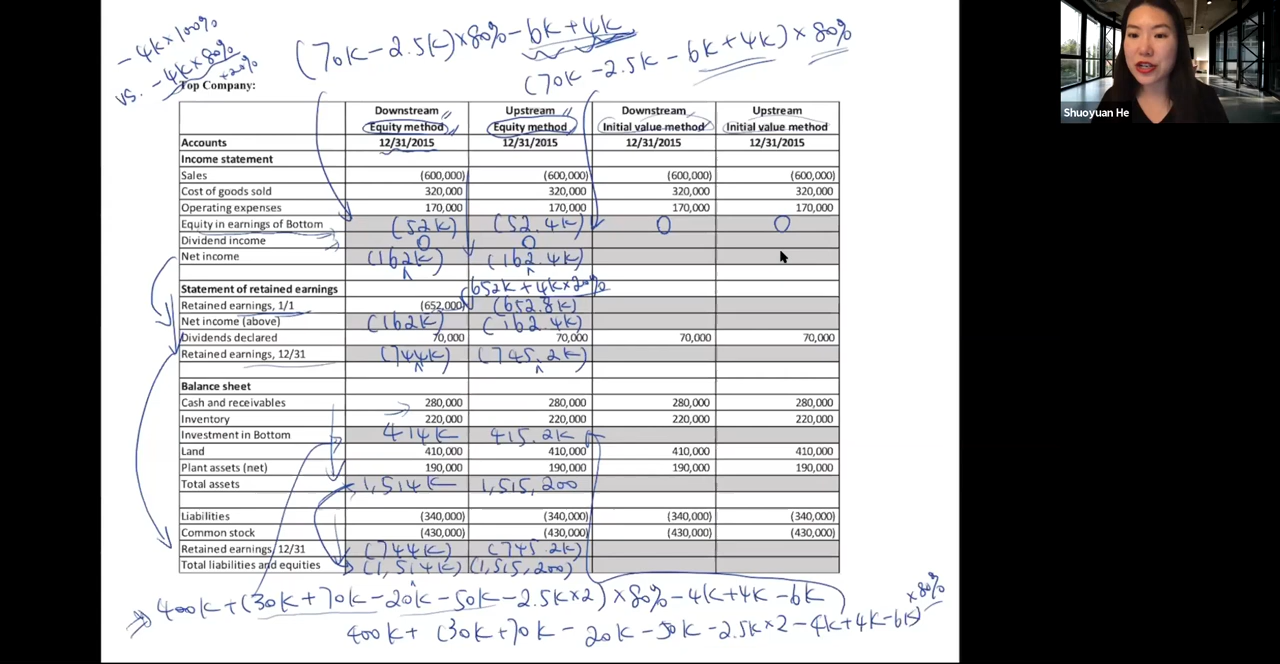 -4k×100%
vs. -4k×80%
+20%
(70k-2.5k)×80%-6k+4k
(70k-2.5k-6k+4k)×80%
Shuoyuan He
Top Company:
Downstream Upstream Downstream Upstream
Equity method Equity method Initial value method Initial value method
Accounts 12/31/2015 12/31/2015 12/31/2015 12/31/2015
Income statement
Sales (600,000) (600,000) (600,000) (600,000)
Cost of goods sold 320,000 320,000 320,000 320,000
Operating expenses 170,000 170,000 170,000 170,000
Equity in earnings of Bottom (52k) (52.4k) 0 0
Dividend income 0 0
Net income (162k) (162.4k)
Statement of retained earnings 652k+4k×20%
Retained earnings, 1/1 (652,000) (652.8k)
Net income (above) (162k) (162.4k)
Dividends declared 70,000 70,000 70,000 70,000
Retained earnings, 12/31 (744k) (745.2k)
Balance sheet
Cash and receivables 280,000 280,000 280,000 280,000
Inventory 220,000 220,000 220,000 220,000
Investment in Bottom 414k 415.2k
Land 410,000 410,000 410,000 410,000
Plant assets (net) 190,000 190,000 190,000 190,000
Total assets 1,514k 1,515,200
Liabilities (340,000) (340,000) (340,000) (340,000)
Common stock (430,000) (430,000) (430,000) (430,000)
Retained earnings, 12/31 (744k) (745.2k)
Total liabilities and equities (1,514k) (1,515,200)
400k+(30k+70k-20k-50k-2.5k×2)×80%-4k+4k-6k
400k+(30k+70k-20k-50k-2.5k×2-4k+4k-6k)×80%